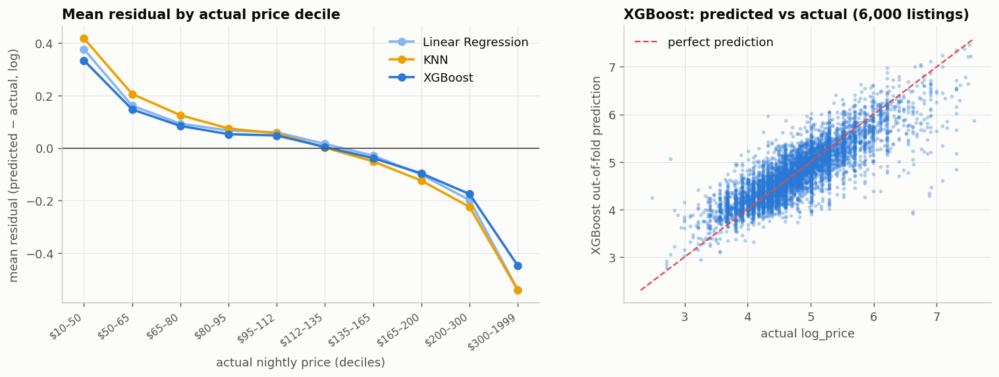 Mean residual by actual price decile
mean residual (predicted − actual, log)
0.4
0.2
0.0
−0.2
−0.4
Linear Regression
KNN
XGBoost
$10–50
$50–65
$65–80
$80–95
$95–112
$112–135
$135–165
$165–200
$200–300
$300–1999
actual nightly price (deciles)
XGBoost: predicted vs actual (6,000 listings)
XGBoost out-of-fold prediction
7
6
5
4
3
perfect prediction
3
4
5
6
7
actual log_price